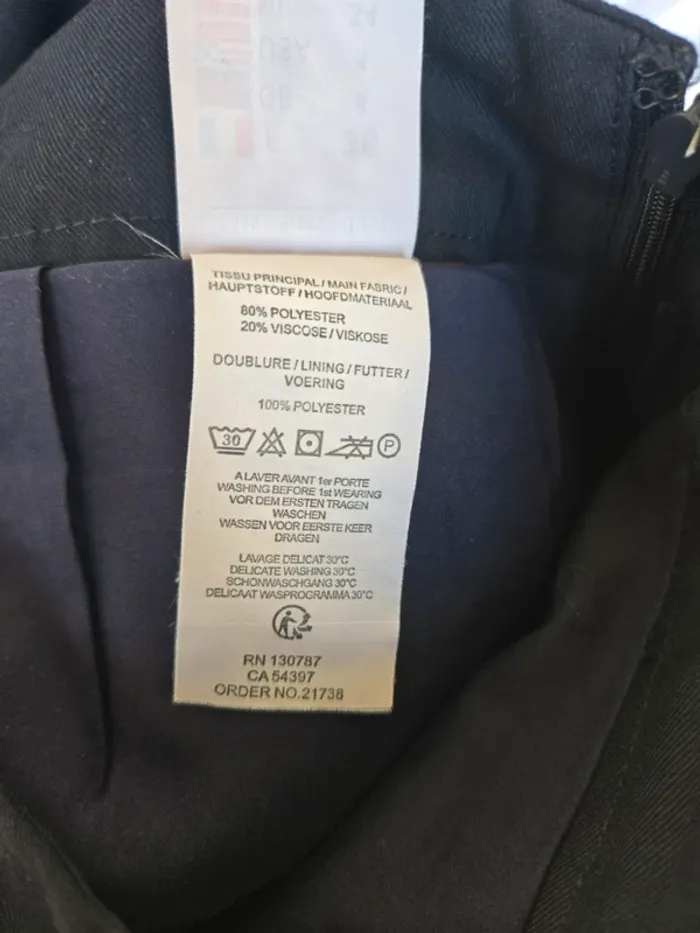 TISSU PRINCIPAL / MAIN FABRIC /
HAUPTSTOFF / HOOFDMATERIAAL
80% POLYESTER
20% VISCOSE / VISKOSE
DOUBLURE / LINING / FUTTER /
VOERING
100% POLYESTER
30
P
A LAVER AVANT 1er PORTE
WASHING BEFORE 1st WEARING
VOR DEM ERSTEN TRAGEN
WASCHEN
WASSEN VOOR EERSTE KEER
DRAGEN
LAVAGE DELICAT 30°C
DELICATE WASHING 30°C
SCHONWASCHGANG 30°C
DELICAAT WASPROGRAMMA 30°C
RN 130787
CA 54397
ORDER NO.21738